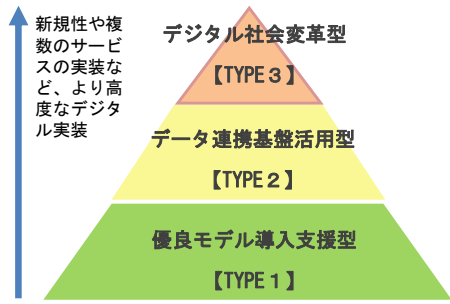 新規性や複
数のサービ
スの実装な
ど、より高
度なデジタ
ル実装
デジタル社会変革型
【TYPE３】
データ連携基盤活用型
【TYPE２】
優良モデル導入支援型
【TYPE１】